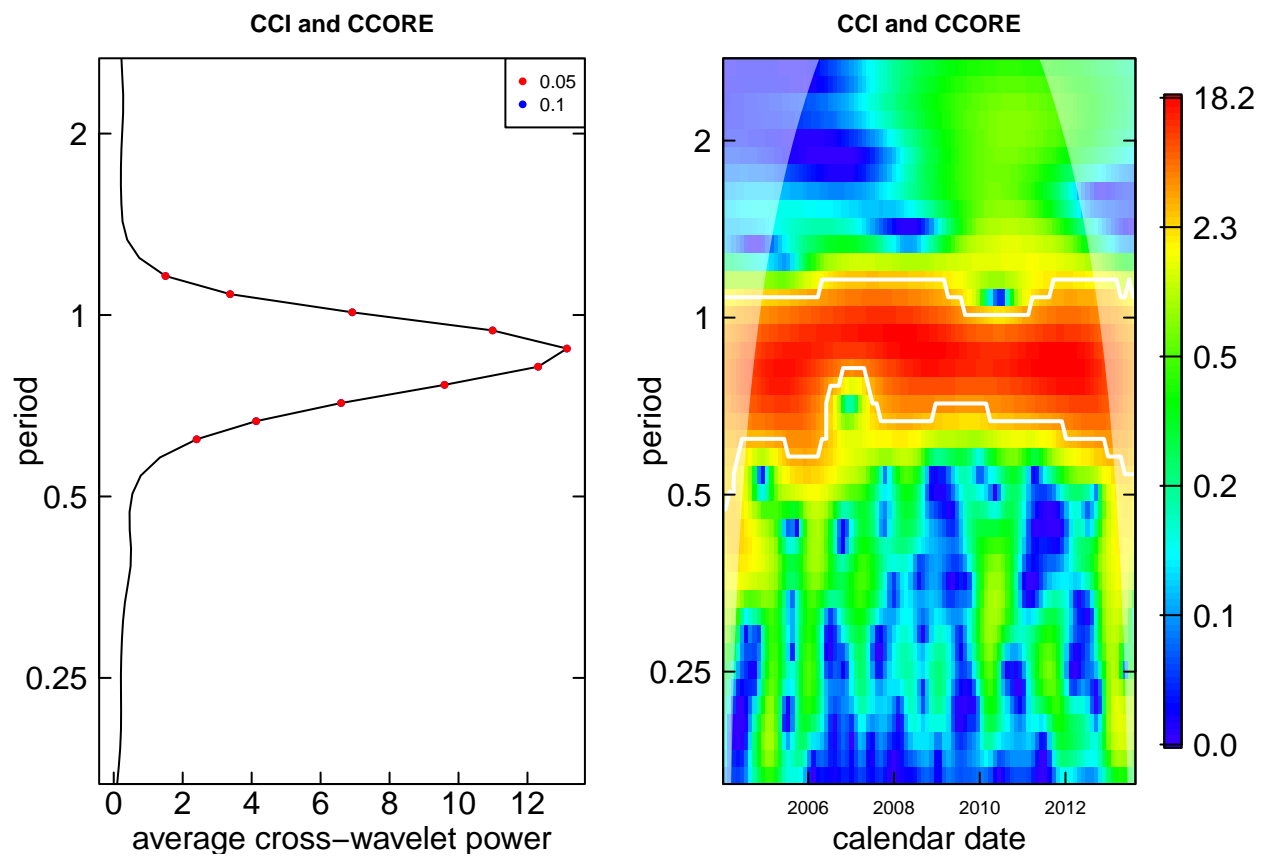 CCI and CCORE
0.05
0.1
2
1
0.5
0.25
period
0 2 4 6 8 10 12
average cross−wavelet power
CCI and CCORE
2
1
0.5
0.25
period
2006 2008 2010 2012
calendar date
18.2
2.3
0.5
0.2
0.1
0.0